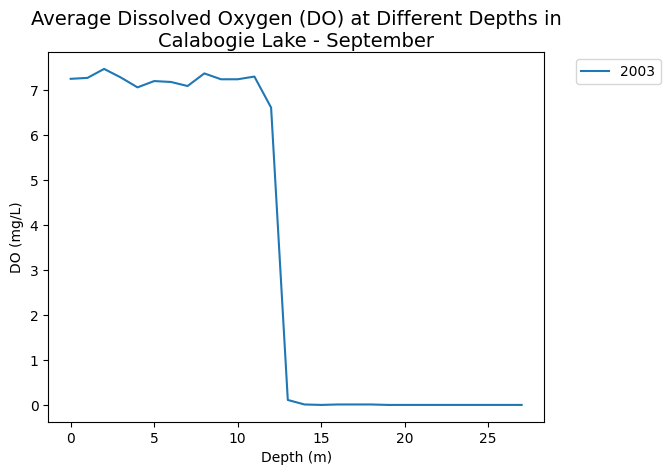 Average Dissolved Oxygen (DO) at Different Depths in
Calabogie Lake - September
2003
7
6
5
4
3
2
1
0
DO (mg/L)
0 5 10 15 20 25
Depth (m)